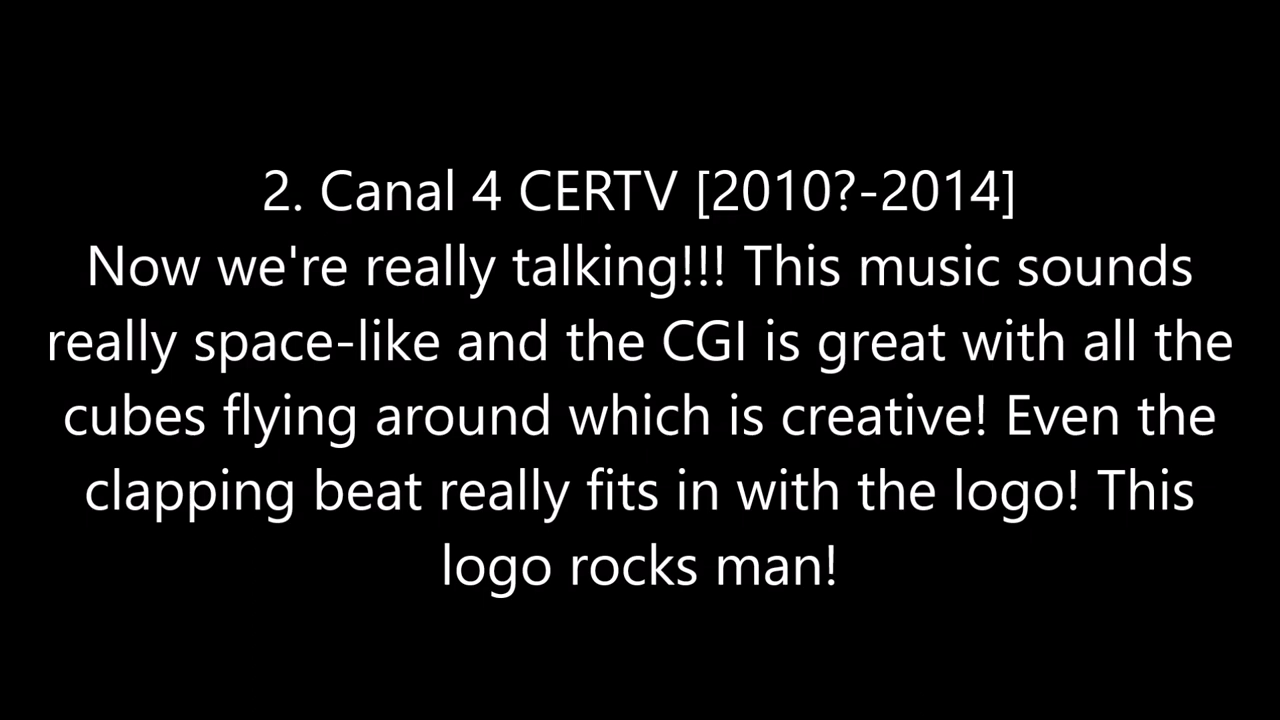 2. Canal 4 CERTV [2010?-2014]
Now we're really talking!!! This music sounds
really space-like and the CGI is great with all the
cubes flying around which is creative! Even the
clapping beat really fits in with the logo! This
logo rocks man!